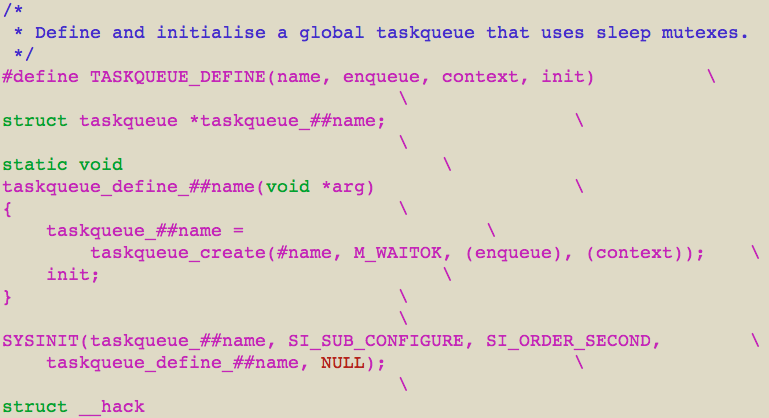 /*
 * Define and initialise a global taskqueue that uses sleep mutexes.
 */
#define TASKQUEUE_DEFINE(name, enqueue, context, init)			\
									\
struct taskqueue *taskqueue_##name;					\
									\
static void								\
taskqueue_define_##name(void *arg)					\
{									\
    taskqueue_##name =							\
        taskqueue_create(#name, M_WAITOK, (enqueue), (context));	\
    init;								\
}									\
									\
SYSINIT(taskqueue_##name, SI_SUB_CONFIGURE, SI_ORDER_SECOND,		\
    taskqueue_define_##name, NULL);					\
									\
struct __hack